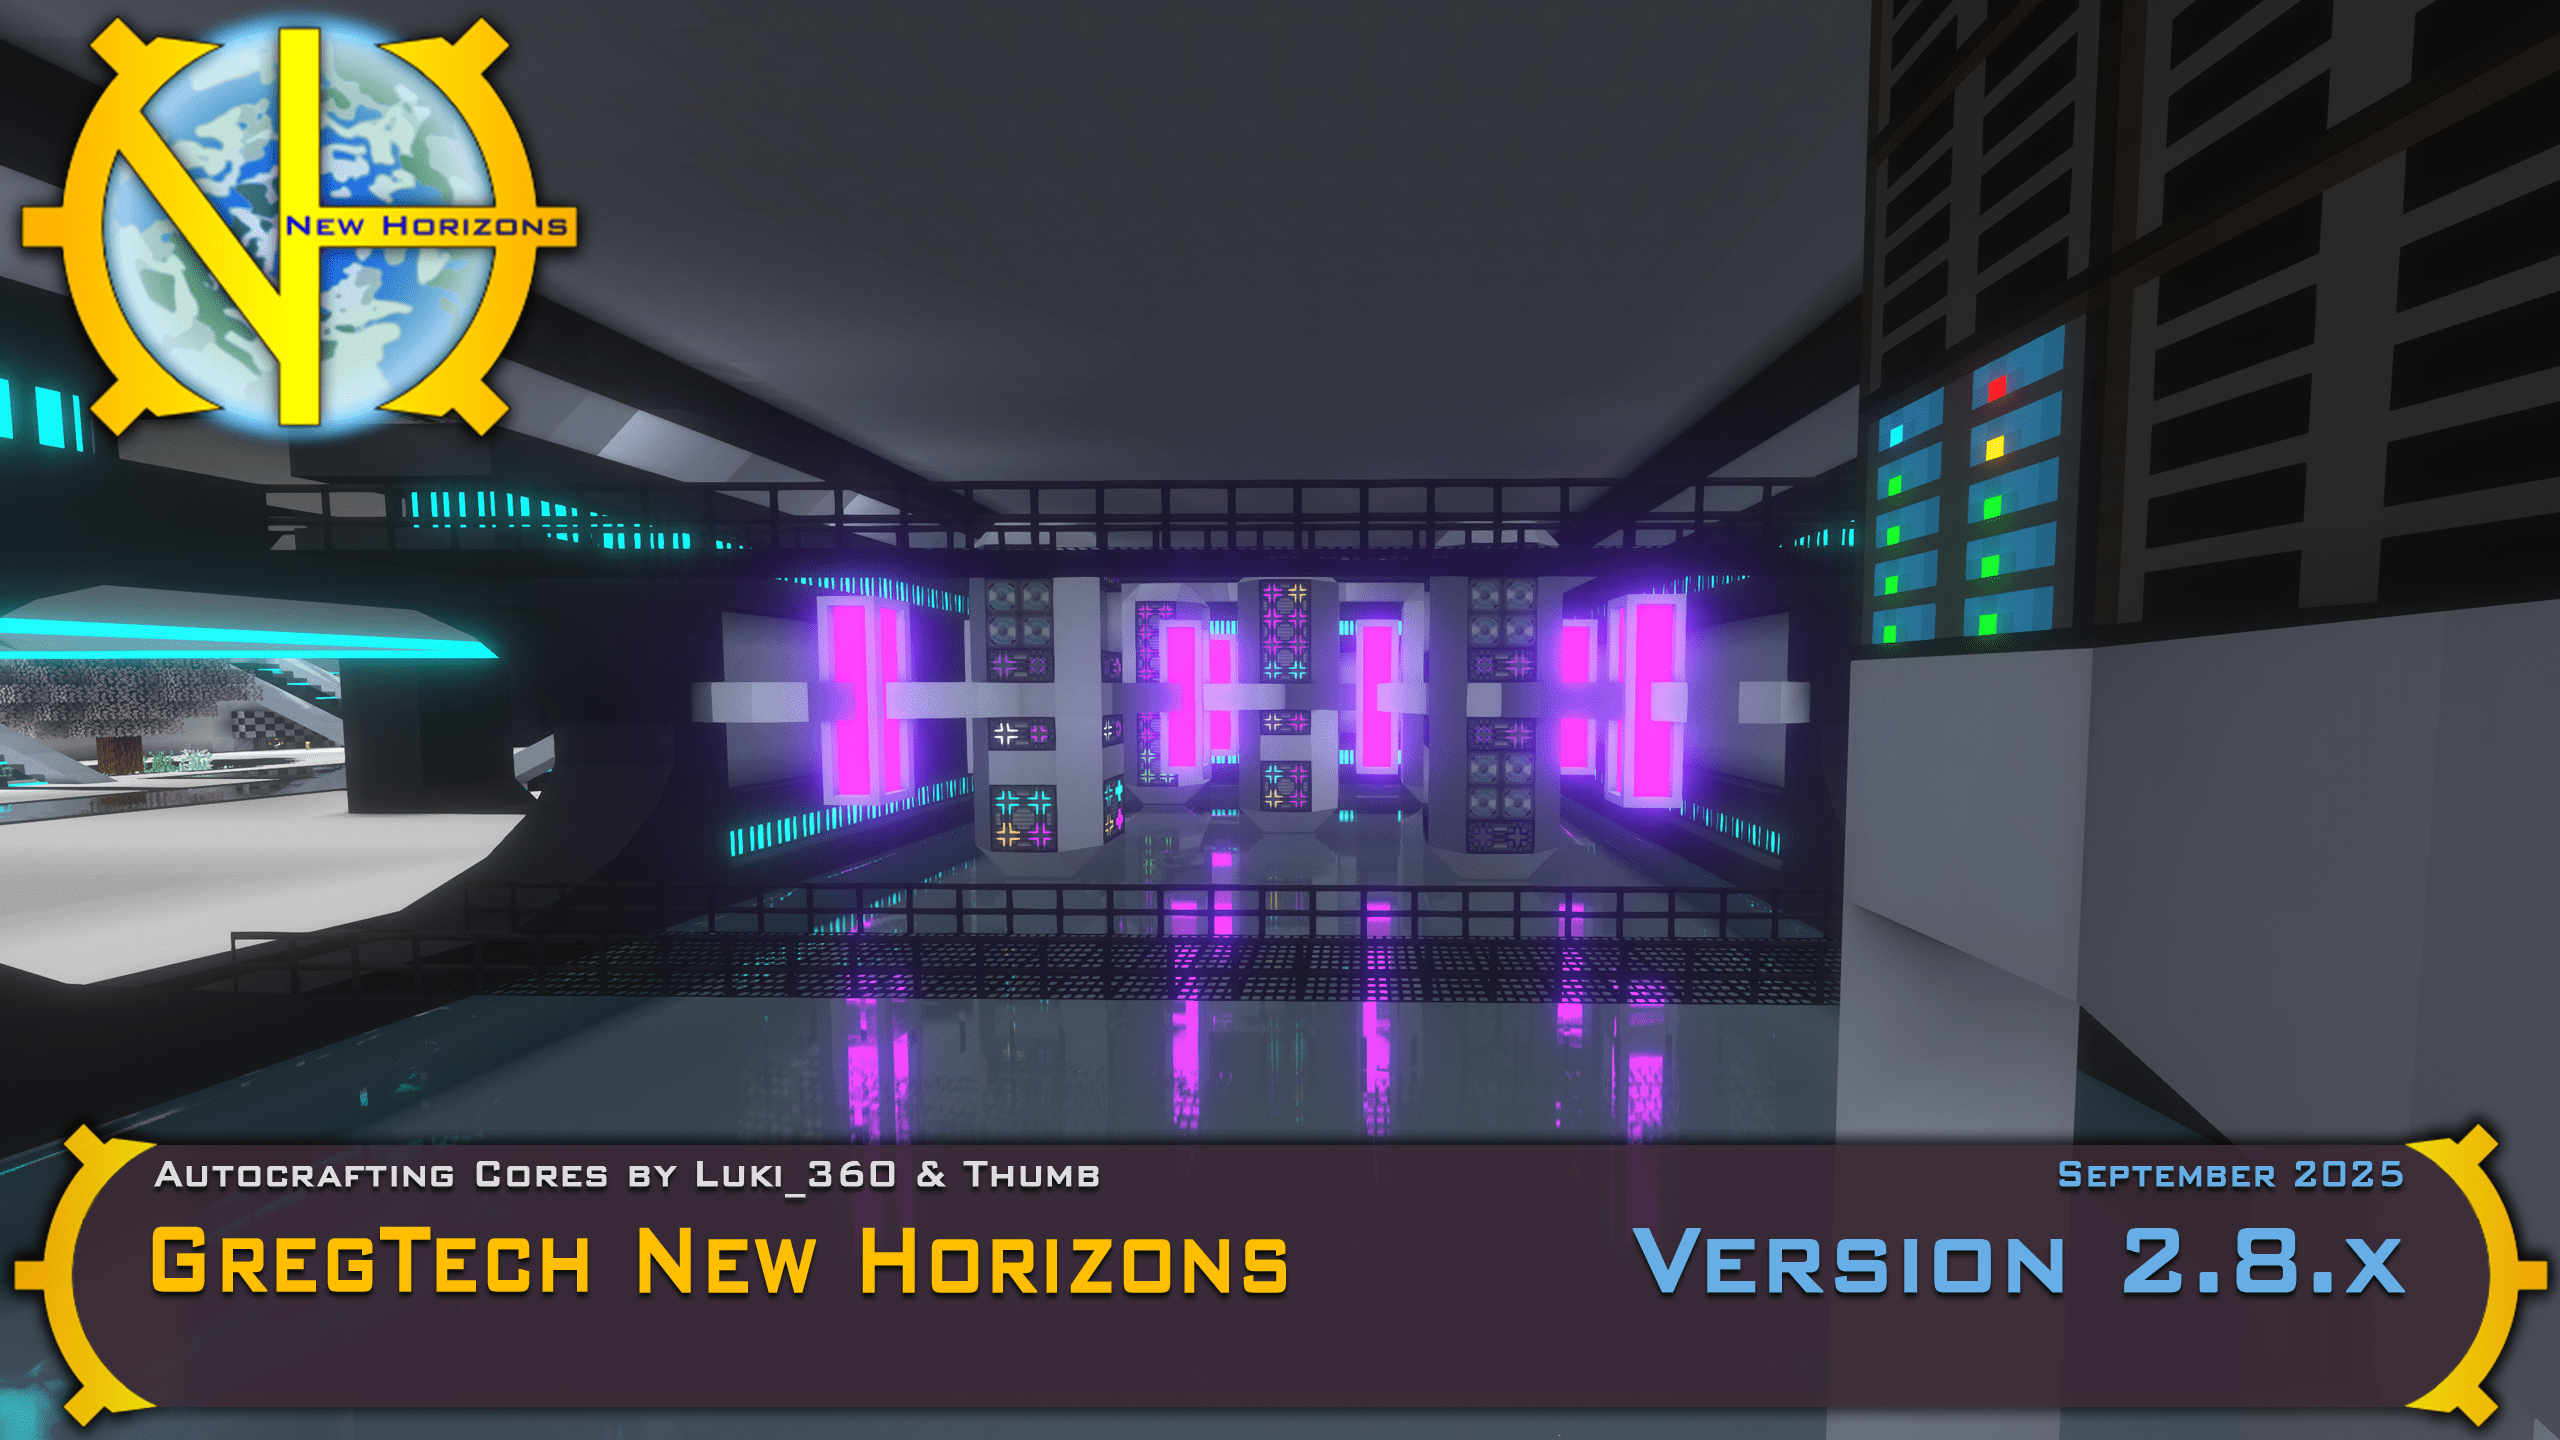 New Horizons
Autocrafting Cores by Luki_360 & Thumb
September 2025
GregTech New Horizons
Version 2.8.x